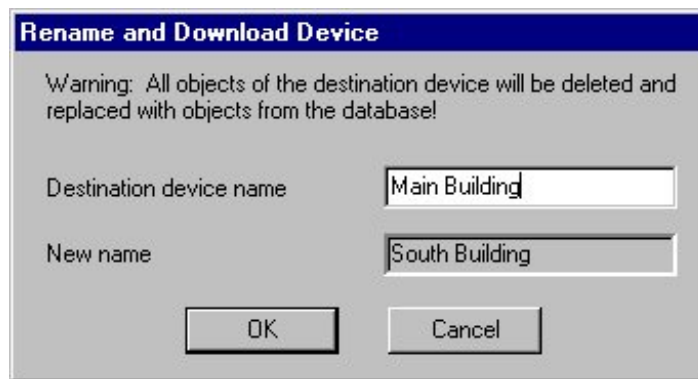 Rename and Download Device
Warning:  All objects of the destination device will be deleted and
replaced with objects from the database!
Destination device name Main Building
New name South Building
OK Cancel